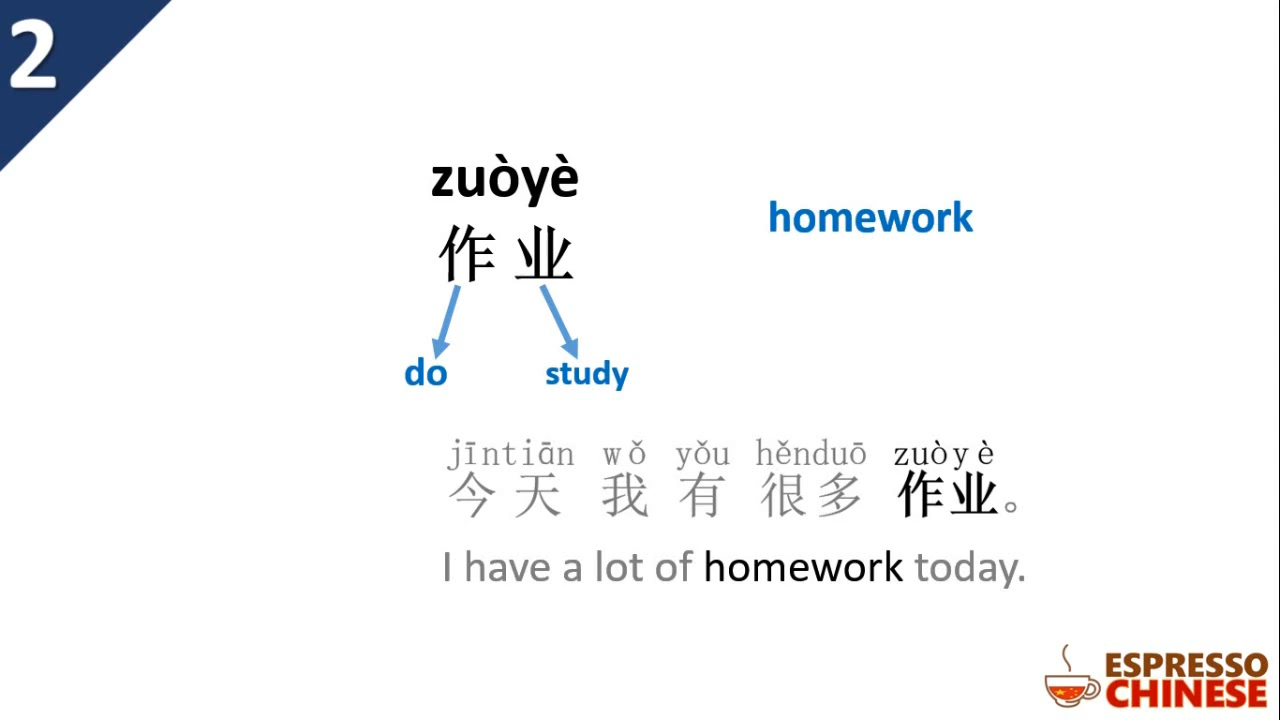 2
zuòyè
作业
homework
do study
jīntiān wǒ yǒu hěnduō zuòyè
今天 我 有 很多 作业。
I have a lot of homework today.
ESPRESSO
CHINESE